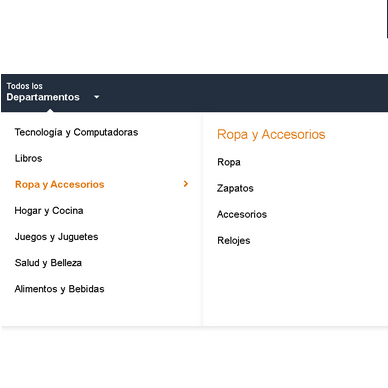 Todos los
Departamentos
Tecnología y Computadoras
Libros
Ropa y Accesorios
Hogar y Cocina
Juegos y Juguetes
Salud y Belleza
Alimentos y Bebidas
Ropa y Accesorios
Ropa
Zapatos
Accesorios
Relojes